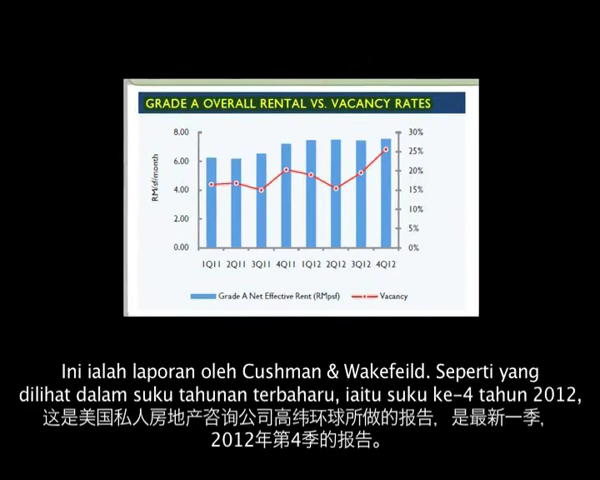 GRADE A OVERALL RENTAL VS. VACANCY RATES
8.00
6.00
4.00
2.00
0.00
RM/sf/month
30%
25%
20%
15%
10%
5%
0%
1Q11 2Q11 3Q11 4Q11 1Q12 2Q12 3Q12 4Q12
Grade A Net Effective Rent (RMpsf) Vacancy
Ini ialah laporan oleh Cushman & Wakefeild. Seperti yang
dilihat dalam suku tahunan terbaharu, iaitu suku ke-4 tahun 2012,
这是美国私人房地产咨询公司高纬环球所做的报告，是最新一季，
2012年第4季的报告。